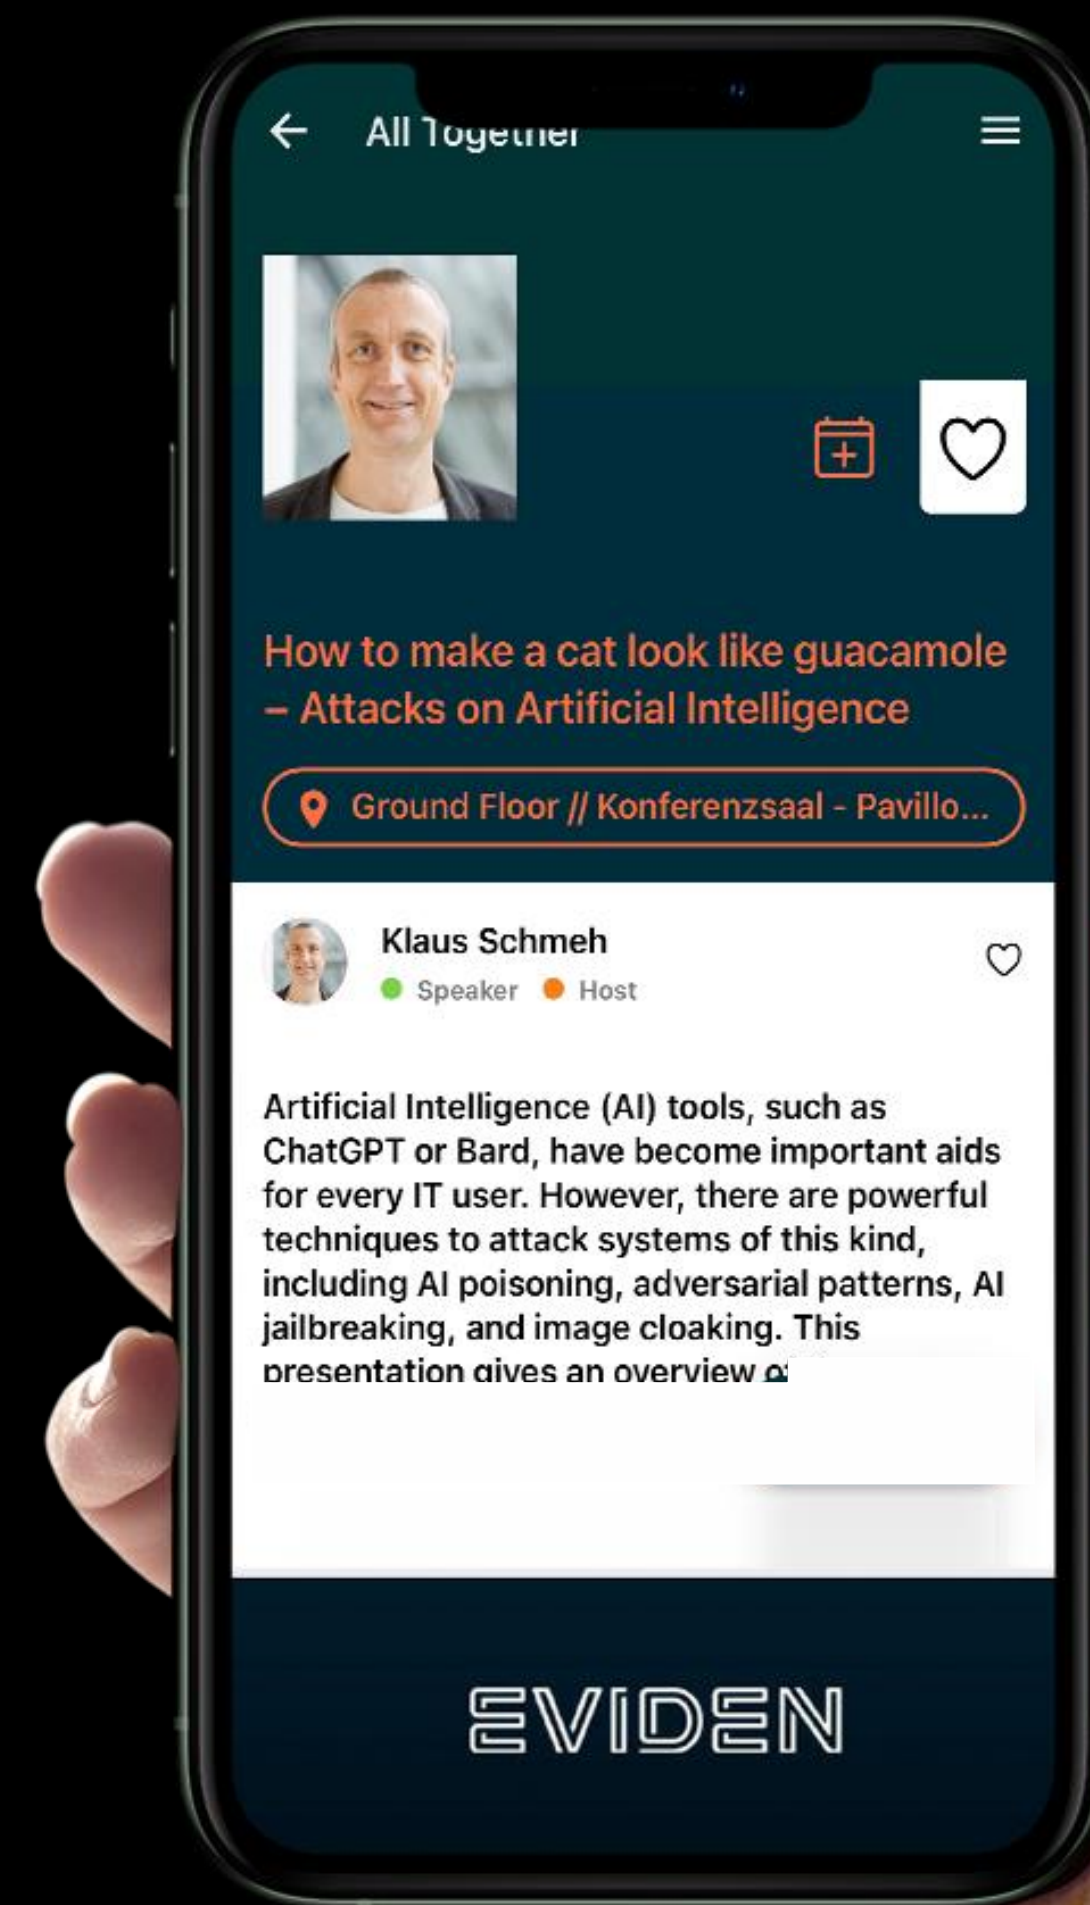 All Together
How to make a cat look like guacamole
– Attacks on Artificial Intelligence
Ground Floor // Konferenzsaal - Pavillo...
Klaus Schmeh
Speaker Host
Artificial Intelligence (AI) tools, such as
ChatGPT or Bard, have become important aids
for every IT user. However, there are powerful
techniques to attack systems of this kind,
including AI poisoning, adversarial patterns, AI
jailbreaking, and image cloaking. This
presentation gives an overview
EVIDEN